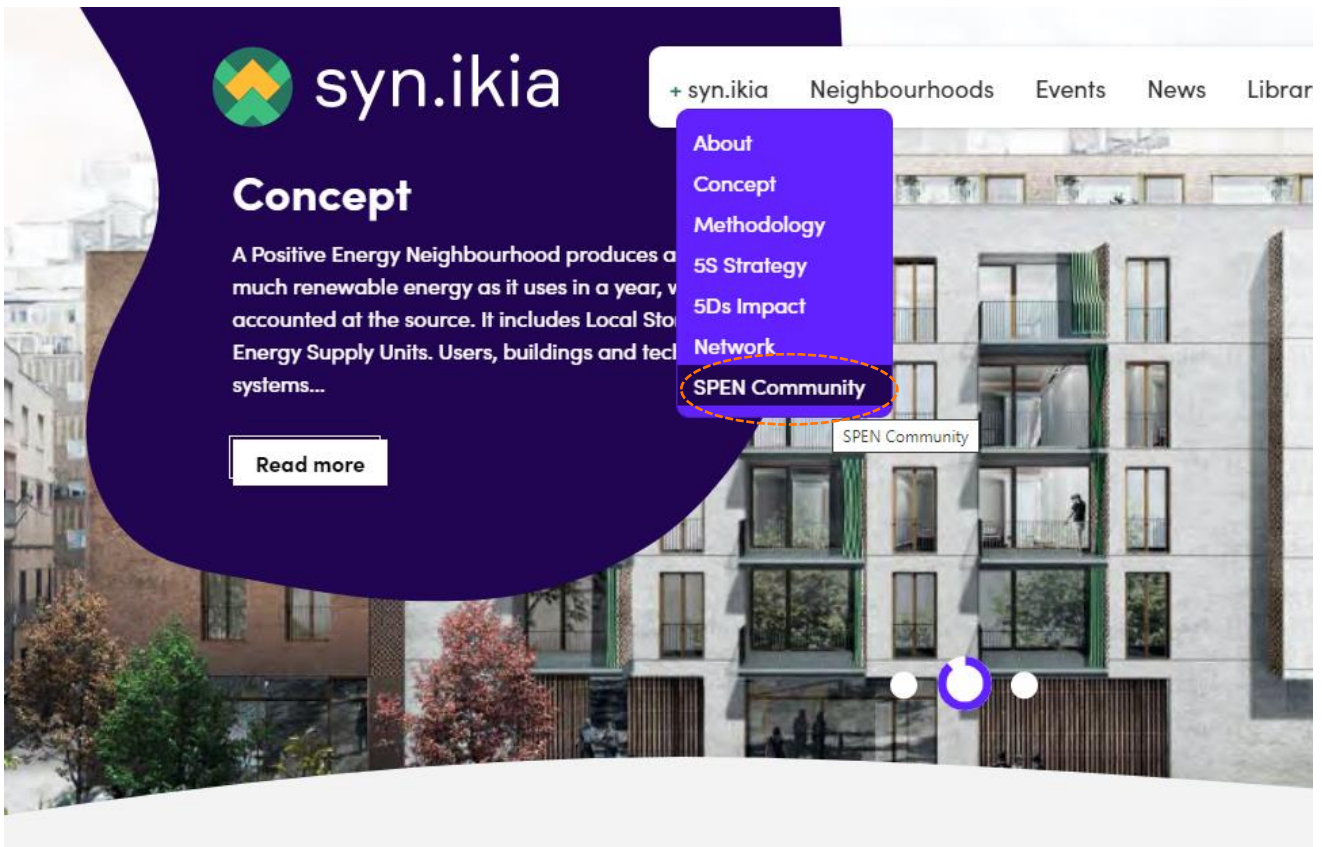 syn.ikia
+ syn.ikia Neighbourhoods Events News Librar
About
Concept
Methodology
5S Strategy
5Ds Impact
Network
SPEN Community
SPEN Community
Concept
A Positive Energy Neighbourhood produces a
much renewable energy as it uses in a year, 
accounted at the source. It includes Local Sto
Energy Supply Units. Users, buildings and tec
systems...
Read more